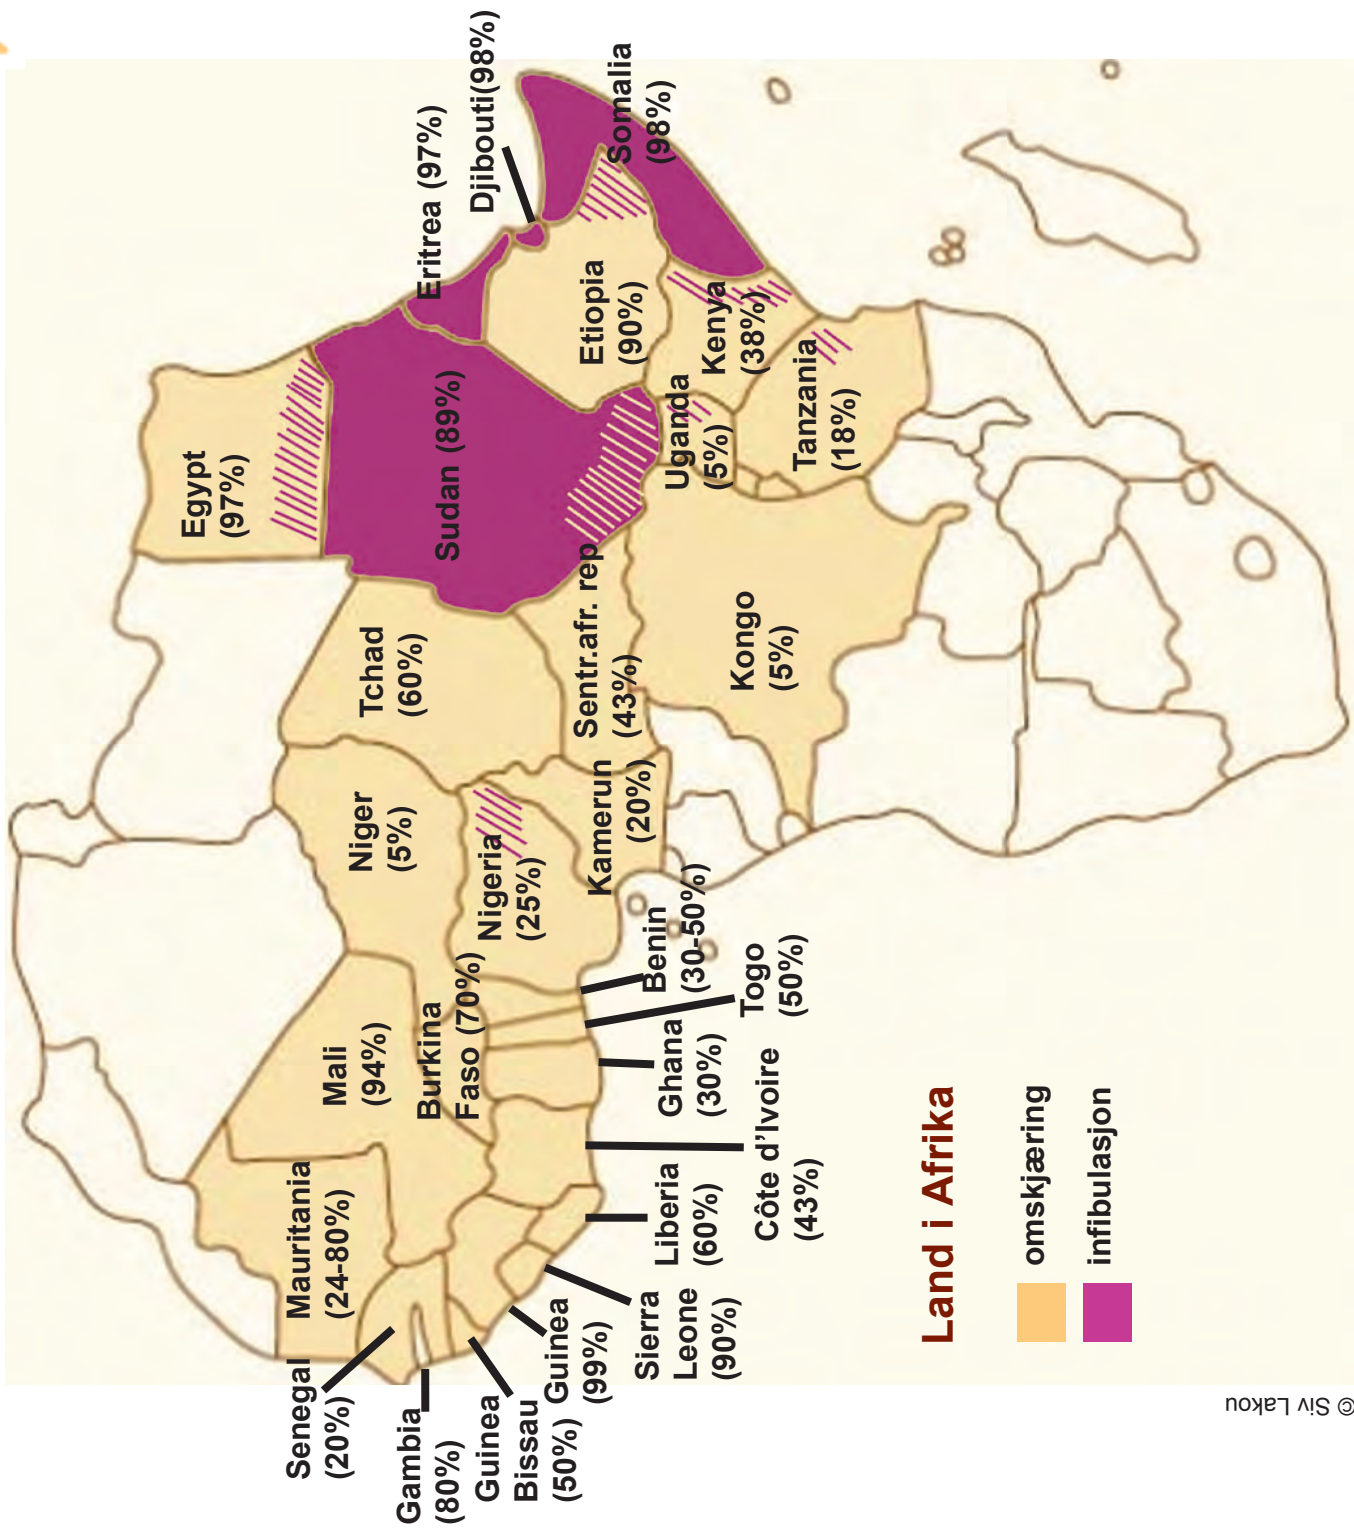 Egypt
(97%)
Eritrea (97%)
Djibouti(98%)
Somalia
(98%)
Sudan (89%)
Etiopia
(90%)
Kenya
(38%)
Uganda
(5%)
Tanzania
(18%)
Tchad
(60%)
Sentr.afr. rep
(43%)
Kongo
(5%)
Niger
(5%)
Nigeria
(25%)
Kamerun
(20%)
Mali
(94%)
Burkina
Faso (70%)
Benin
(30-50%)
Togo
(50%)
Ghana
(30%)
Côte d'Ivoire
(43%)
Liberia
(60%)
Sierra
Leone
(90%)
Guinea
(99%)
Guinea
Bissau
(50%)
Gambia
(80%)
Senegal
(20%)
Mauritania
(24-80%)
Land i Afrika
omskjæring
infibulasjon
© Siv Lakou